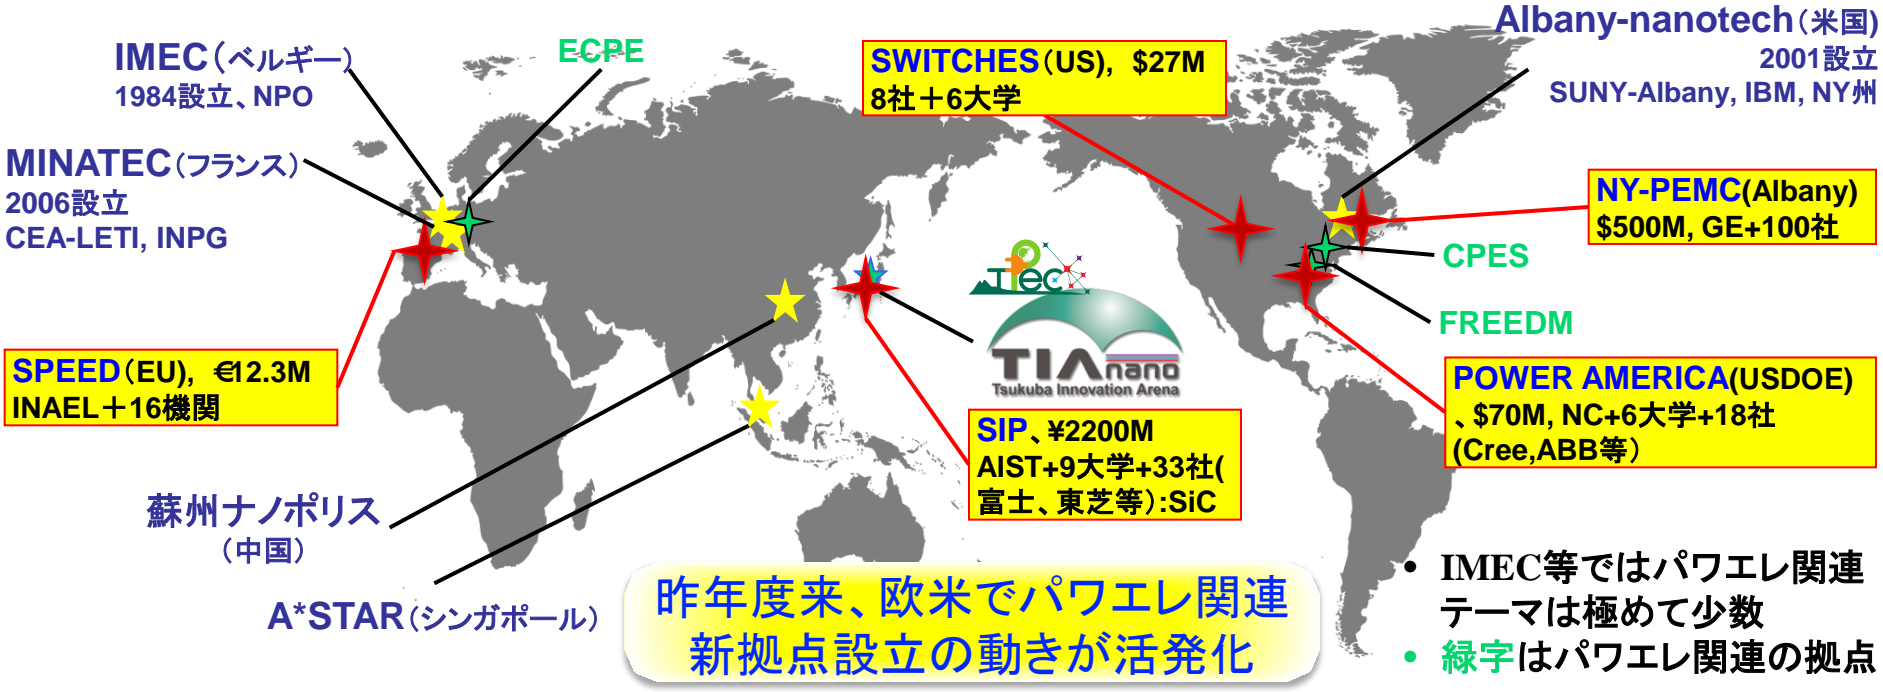 IMEC（ベルギー）
1984設立、NPO
ECPE
MINATEC（フランス）
2006設立
CEA-LETI, INPG
SWITCHES（US), $27M
8社＋6大学
Albany-nanotech（米国)
2001設立
SUNY-Albany, IBM, NY州
NY-PEMC(Albany)
$500M, GE+100社
CPES
FREEDM
SPEED（EU), €12.3M
INAEL＋16機関
TPEC
TIAnano
Tsukuba Innovation Arena
SIP、¥2200M
AIST+9大学+33社(
富士、東芝等）:SiC
POWER AMERICA(USDOE)
、$70M, NC+6大学+18社
(Cree,ABB等）
蘇州ナノポリス
（中国）
A*STAR（シンガポール）
昨年度来、欧米でパワエレ関連
新拠点設立の動きが活発化
• IMEC等ではパワエレ関連
テーマは極めて少数
• 緑字はパワエレ関連の拠点